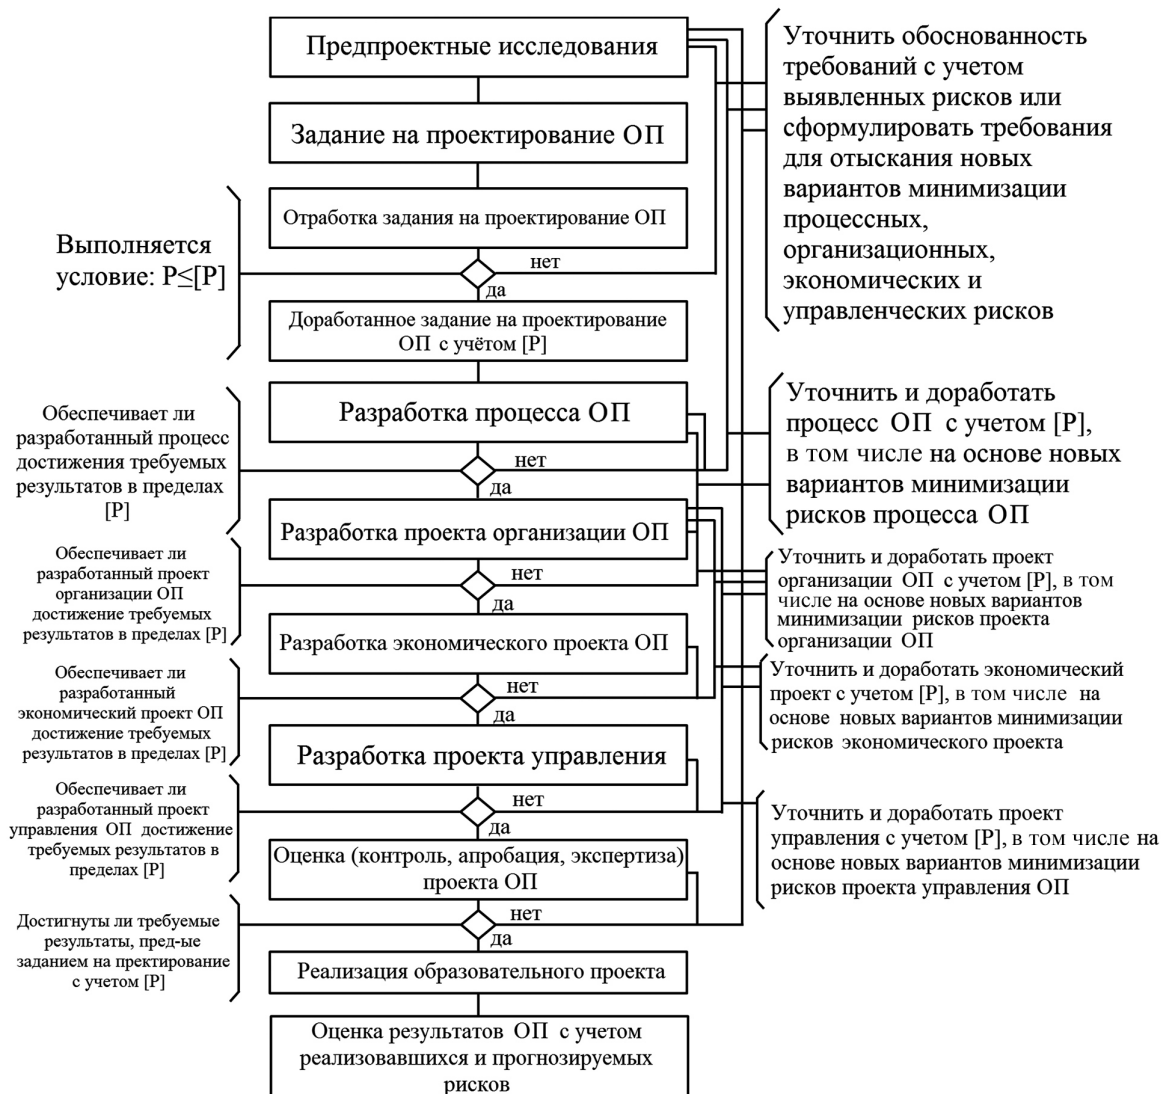 Предпроектные исследования
Задание на проектирование ОП
Отработка задания на проектирование ОП
Выполняется
условие: Р≤[Р]
нет
да
Доработанное задание на проектирование
ОП с учётом [Р]
Уточнить обоснованность
требований с учетом
выявленных рисков или
сформулировать требования
для отыскания новых
вариантов минимизации
процессных,
организационных,
экономических и
управленческих рисков
Разработка процесса ОП
Обеспечивает ли
разработанный процесс
достижения требуемых
результатов в пределах
[Р]
нет
да
Уточнить и доработать
процесс ОП с учетом [Р],
в том числе на основе новых
вариантов минимизации
рисков процесса ОП
Разработка проекта организации ОП
Обеспечивает ли
разработанный проект
организации ОП
достижение требуемых
результатов в пределах [Р]
нет
да
Уточнить и доработать проект
организации ОП с учетом [Р], в том
числе на основе новых вариантов
минимизации рисков проекта
организации ОП
Разработка экономического проекта ОП
Обеспечивает ли
разработанный
экономический проект ОП
достижение требуемых
результатов в пределах [Р]
нет
да
Уточнить и доработать экономический
проект с учетом [Р], в том числе на
основе новых вариантов минимизации
рисков экономического проекта
Разработка проекта управления
Обеспечивает ли
разработанный проект
управления ОП достижение
требуемых результатов в
пределах [Р]
нет
да
Уточнить и доработать проект
управления с учетом [Р], в том числе на
основе новых вариантов минимизации
рисков проекта управления ОП
Оценка (контроль, апробация, экспертиза)
проекта ОП
Достигнуты ли требуемые
результаты, пред-ые
заданием на пректирование
с учетом [Р]
нет
да
Реализация образовательного проекта
Оценка результатов ОП с учетом
реализовавшихся и прогнозируемых
рисков